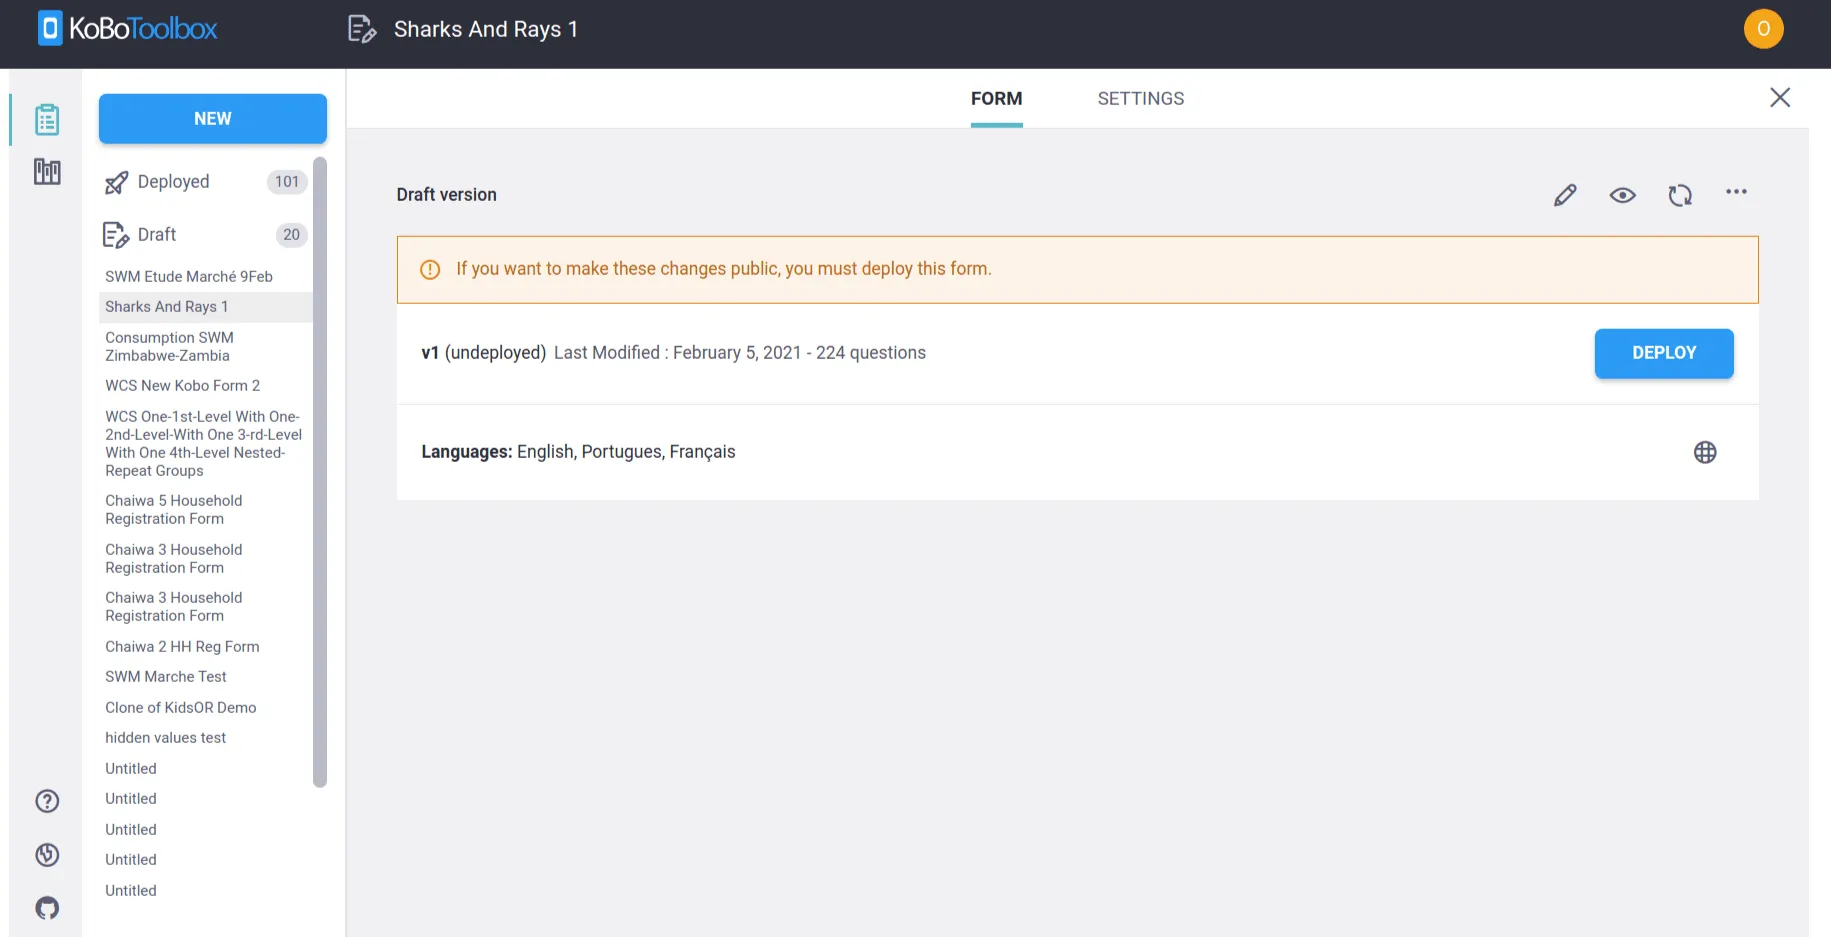 KoBoToolbox
Sharks And Rays 1
O
NEW
Deployed 101
Draft 20
SWM Etude Marché 9Feb
Sharks And Rays 1
Consumption SWM
Zimbabwe-Zambia
WCS New Kobo Form 2
WCS One-1st-Level With One-
2nd-Level-With One 3-rd-Level
With One 4th-Level Nested-
Repeat Groups
Chaiwa 5 Household
Registration Form
Chaiwa 3 Household
Registration Form
Chaiwa 3 Household
Registration Form
Chaiwa 2 HH Reg Form
SWM Marche Test
Clone of KidsOR Demo
hidden values test
Untitled
Untitled
Untitled
Untitled
Untitled
FORM SETTINGS
Draft version
If you want to make these changes public, you must deploy this form.
v1 (undeployed) Last Modified : February 5, 2021 - 224 questions
DEPLOY
Languages: English, Portugues, Français